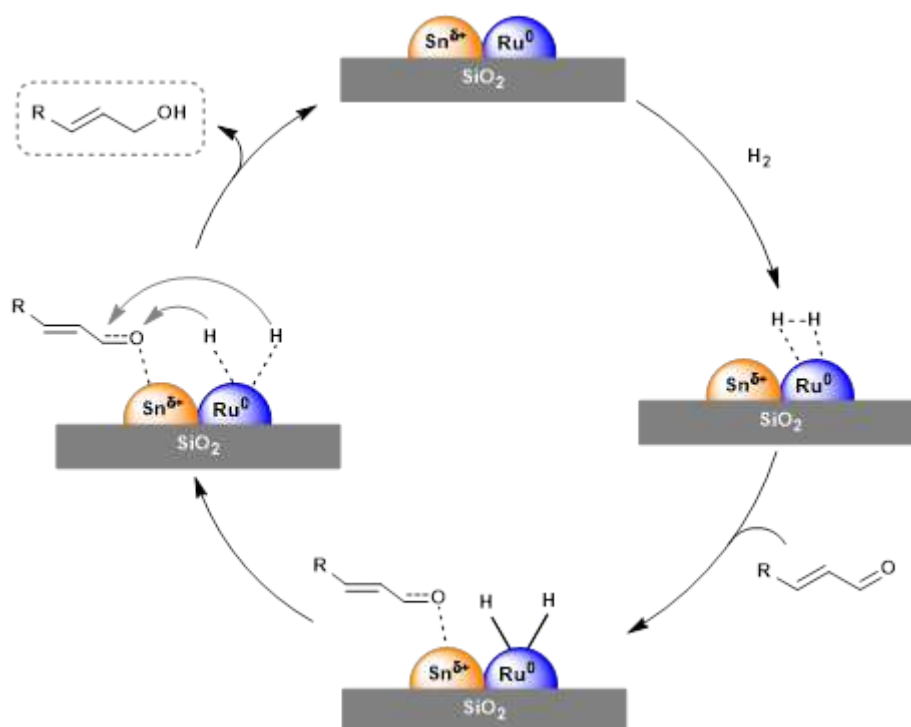 Snδ+ Ru0
SiO2
R OH
H2
H H
Snδ+ Ru0
SiO2
R O H H
Snδ+ Ru0
SiO2
R O
R O H H
Snδ+ Ru0
SiO2